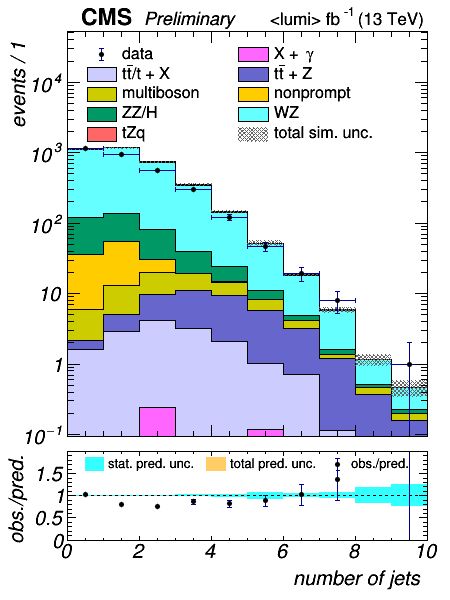 CMS Preliminary <lumi> fb⁻¹ (13 TeV)
events / 1
data
X + γ
tt̄/t + X
tt̄ + Z
multiboson
nonprompt
ZZ/H
WZ
tZq
total sim. unc.
10⁴
10³
10²
10
1
10⁻¹
obs./pred.
stat. pred. unc.
total pred. unc.
obs./pred.
1.5
1
0.5
0
0 2 4 6 8 10
number of jets